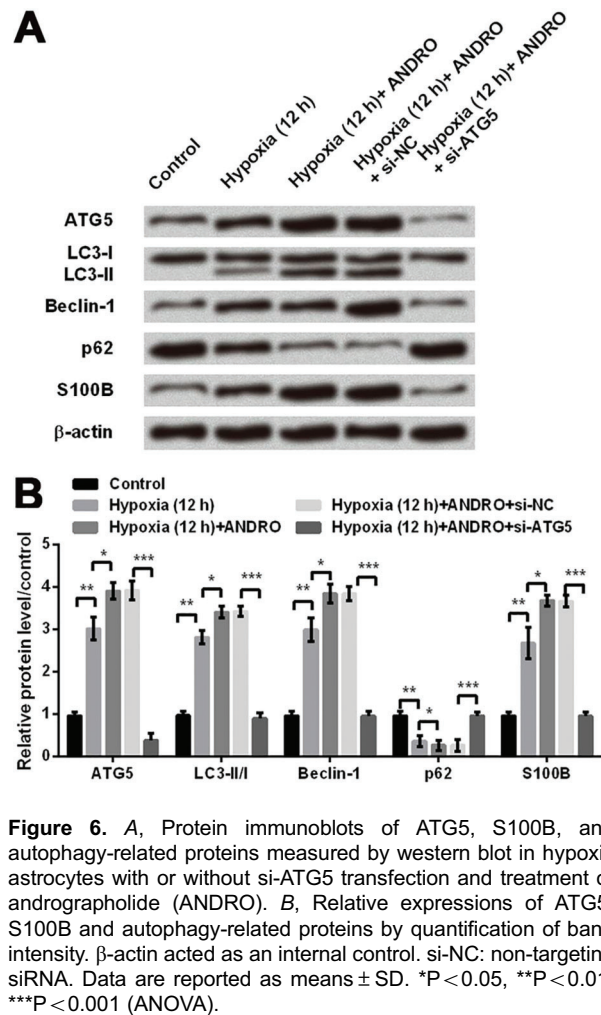 A
Control
Hypoxia (12 h)
Hypoxia (12 h)+ ANDRO
Hypoxia (12 h)+ ANDRO
+ si-NC
Hypoxia (12 h)+ ANDRO
+ si-ATG5
ATG5
LC3-I
LC3-II
Beclin-1
p62
S100B
β-actin
B
Control
Hypoxia (12 h)
Hypoxia (12 h)+ANDRO
Hypoxia (12 h)+ANDRO+si-NC
Hypoxia (12 h)+ANDRO+si-ATG5
Relative protein level/control
5
4
3
2
1
0
** * ***
** * ***
** * ***
** * ***
** * ***
ATG5 LC3-II/I Beclin-1 p62 S100B
Figure 6. A, Protein immunoblots of ATG5, S100B, an
autophagy-related proteins measured by western blot in hypoxi
astrocytes with or without si-ATG5 transfection and treatment o
andrographolide (ANDRO). B, Relative expressions of ATG5
S100B and autophagy-related proteins by quantification of ban
intensity. β-actin acted as an internal control. si-NC: non-targetin
siRNA. Data are reported as means ± SD. *P<0.05, **P<0.01
***P<0.001 (ANOVA).